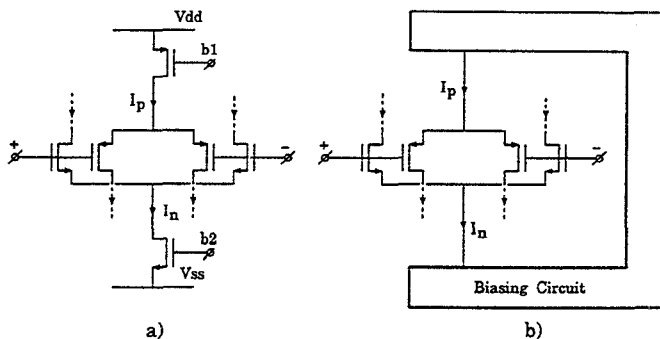 Vdd
b1
Ip
Ip
+
-
+
-
In
In
b2
Vss
Biasing Circuit
a)
b)